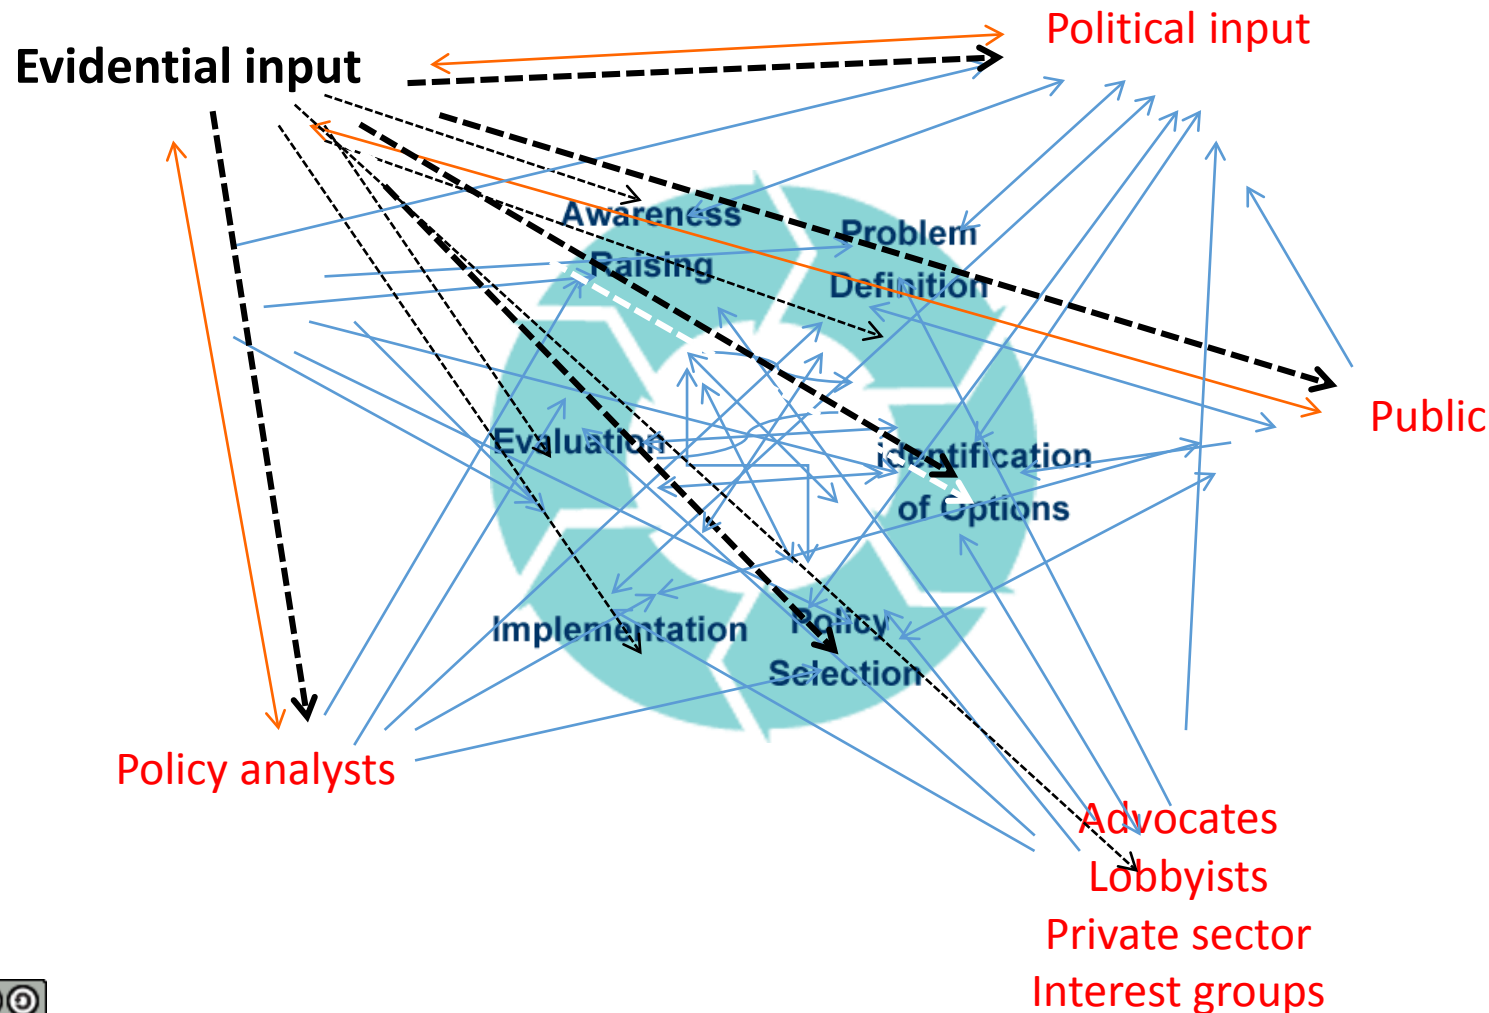 Political input
Evidential input
Awareness
Raising
Problem
Definition
Public
Evaluation
identification
of Options
Implementation
Policy
Selection
Policy analysts
Advocates
Lobbyists
Private sector
Interest groups